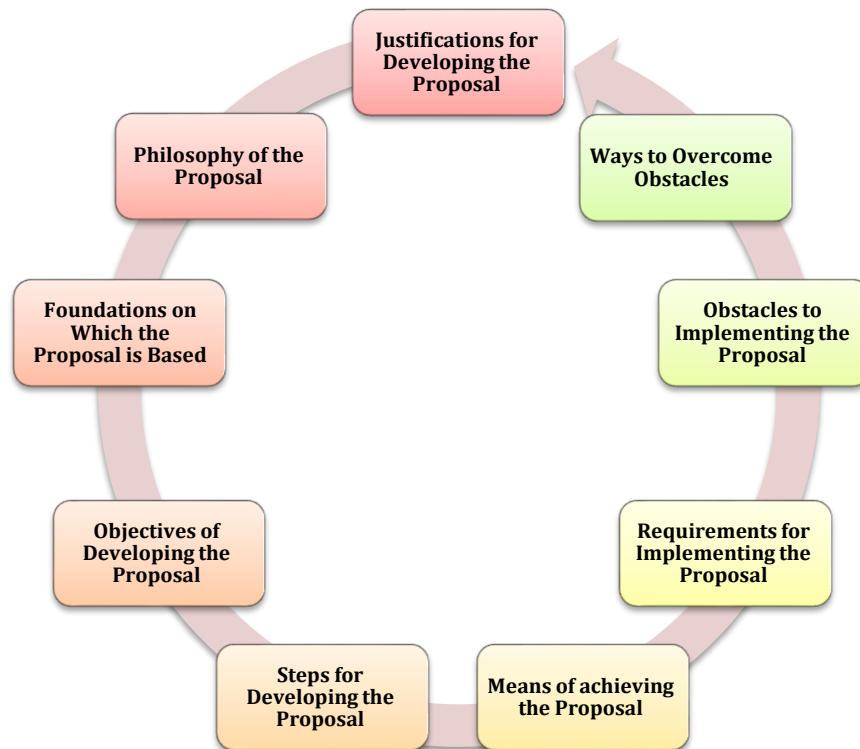 Justifications for
Developing the
Proposal
Philosophy of the
Proposal
Foundations on
Which the
Proposal is Based
Objectives of
Developing the
Proposal
Steps for
Developing the
Proposal
Means of achieving
the Proposal
Requirements for
Implementing the
Proposal
Obstacles to
Implementing the
Proposal
Ways to Overcome
Obstacles